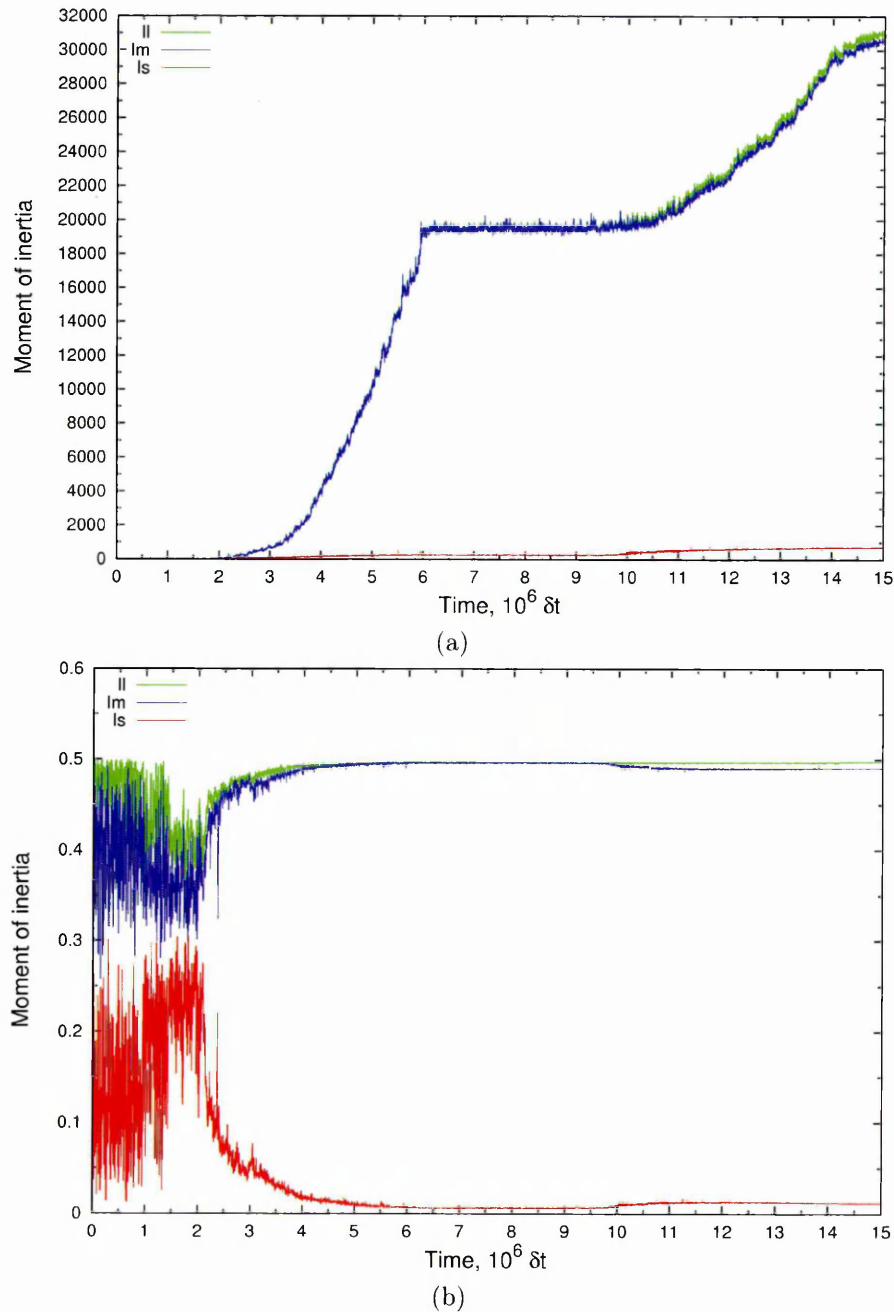 32000
30000
28000
26000
24000
22000
20000
18000
16000
14000
12000
10000
8000
6000
4000
2000
0
Moment of inertia
Il
Im
Is
0 1 2 3 4 5 6 7 8 9 10 11 12 13 14 15
Time, 10⁶ δt
(a)
0.6
0.5
0.4
0.3
0.2
0.1
0
Moment of inertia
Il
Im
Is
0 1 2 3 4 5 6 7 8 9 10 11 12 13 14 15
Time, 10⁶ δt
(b)